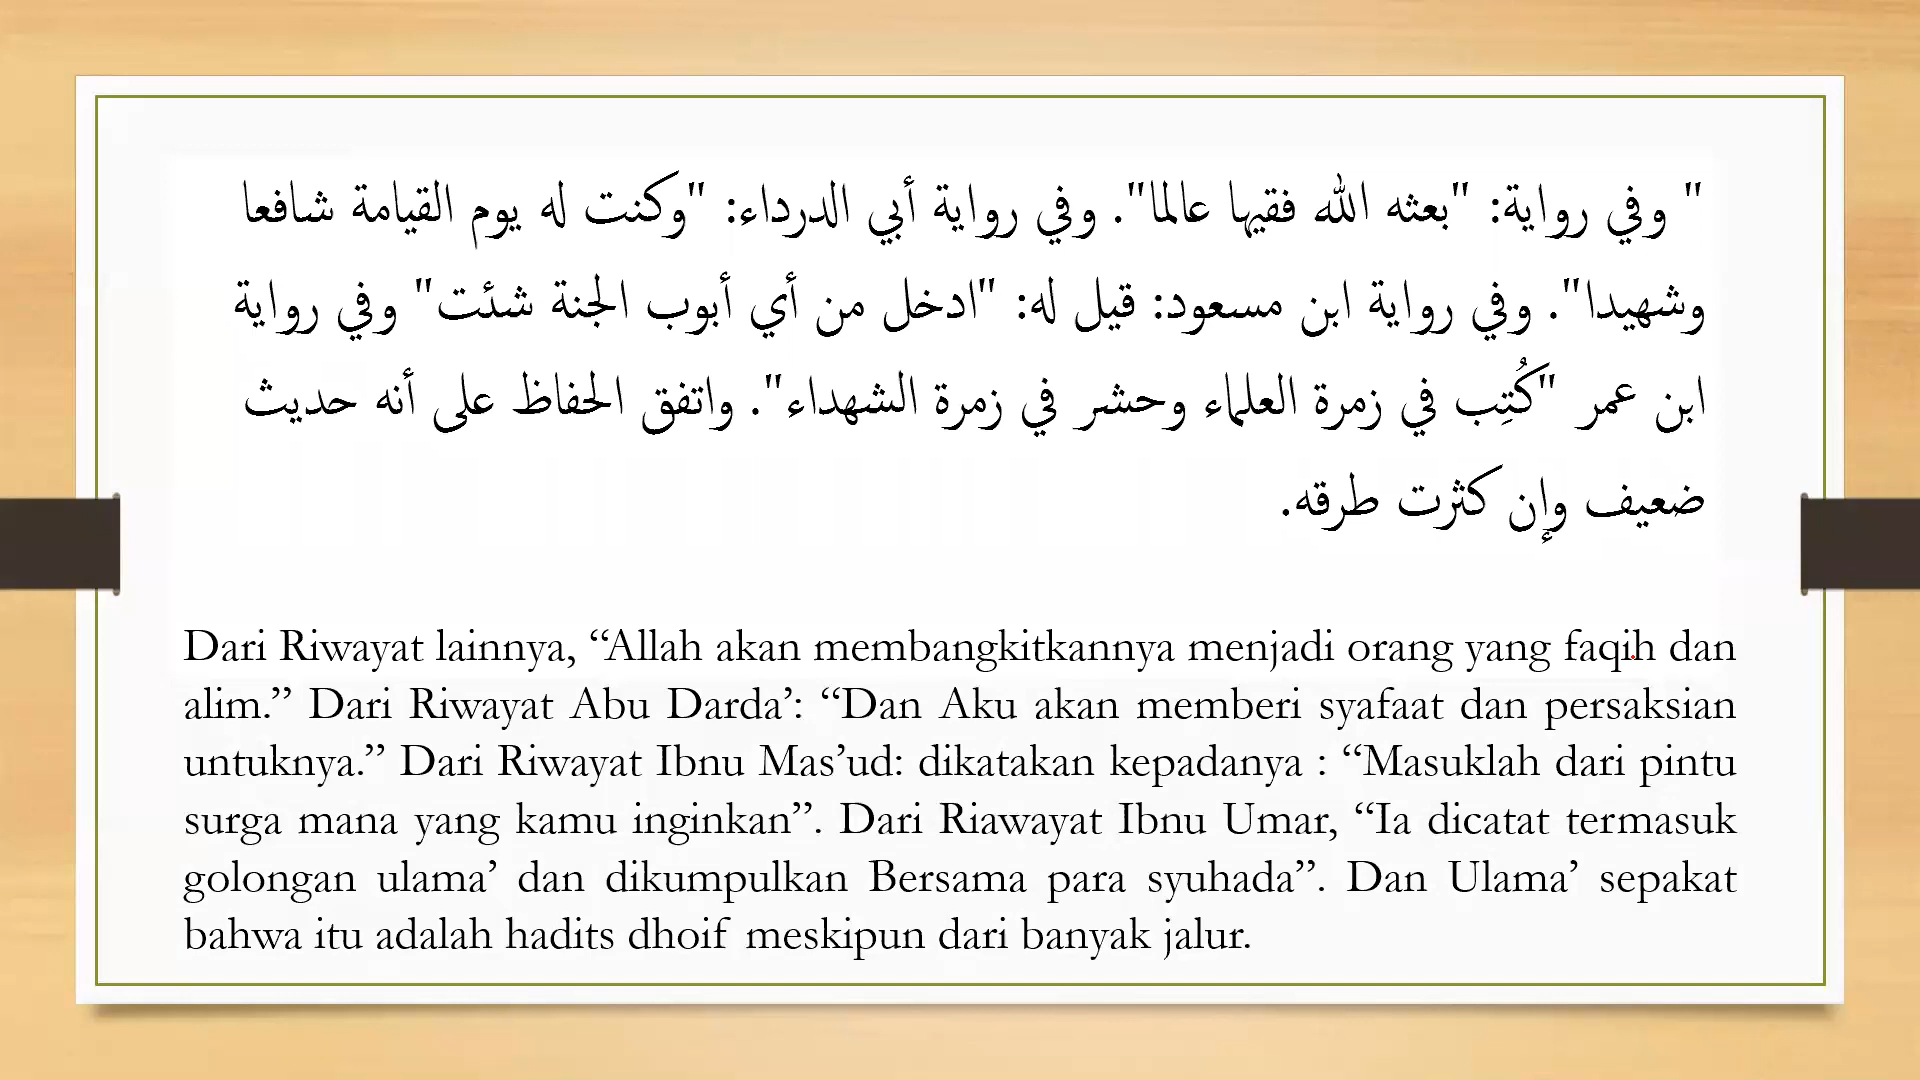 " وفي رواية: "بعثه الله فقيها عالما". وفي رواية أبي الدرداء: "وكنت له يوم القيامة شافعا
وشهيدا". وفي رواية ابن مسعود: قيل له: "ادخل من أي أبوب الجنة شئت" وفي رواية
ابن عمر "كُتِب في زمرة العلماء وحشر في زمرة الشهداء". واتفق الحفاظ على أنه حديث
ضعيف وإن كثرت طرقه.
Dari Riwayat lainnya, “Allah akan membangkitkannya menjadi orang yang faqih dan
alim.” Dari Riwayat Abu Darda’: “Dan Aku akan memberi syafaat dan persaksian
untuknya.” Dari Riwayat Ibnu Mas’ud: dikatakan kepadanya : “Masuklah dari pintu
surga mana yang kamu inginkan”. Dari Riawayat Ibnu Umar, “Ia dicatat termasuk
golongan ulama’ dan dikumpulkan Bersama para syuhada”. Dan Ulama’ sepakat
bahwa itu adalah hadits dhoif meskipun dari banyak jalur.